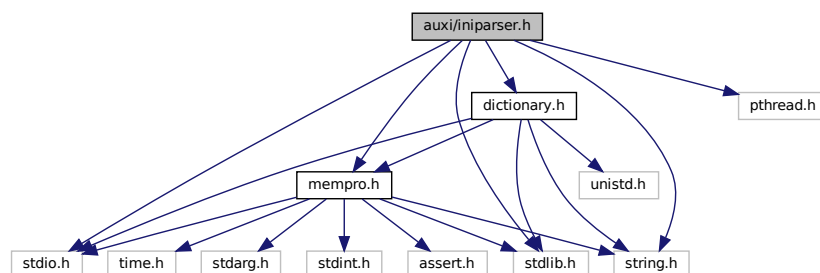 auxi/iniparser.h
dictionary.h
pthread.h
mempro.h
unistd.h
stdio.h
time.h
stdarg.h
stdint.h
assert.h
stdlib.h
string.h